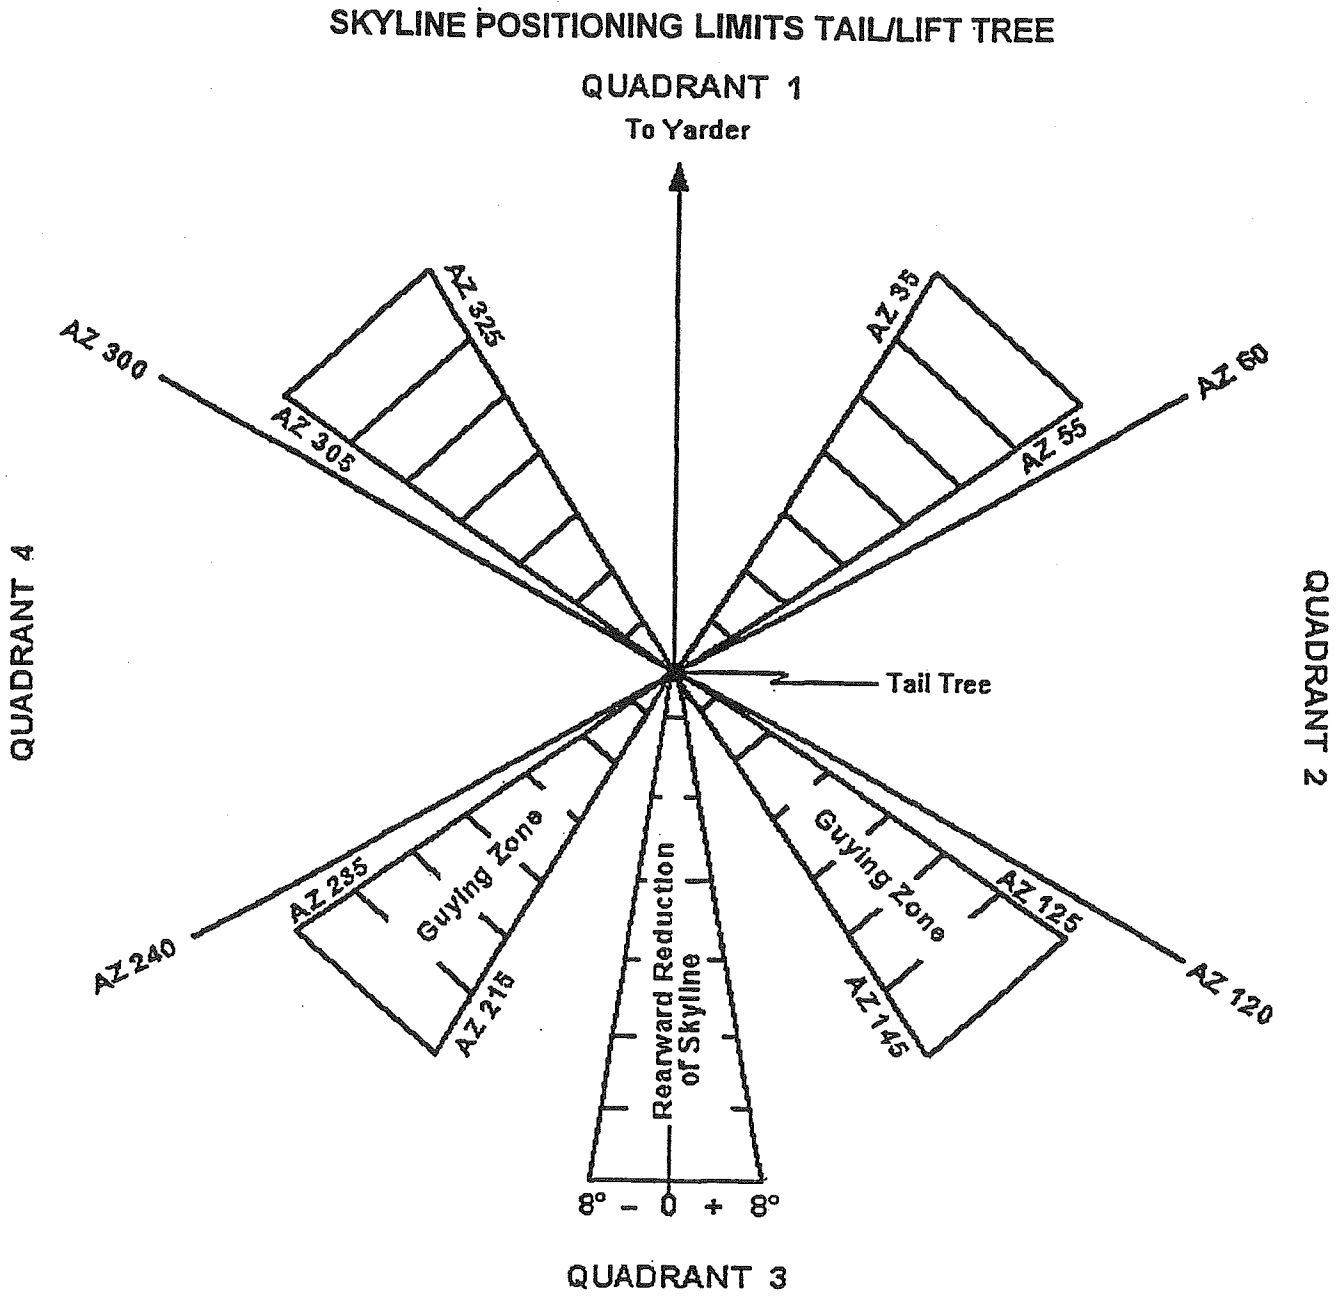 SKYLINE POSITIONING LIMITS TAIL/LIFT TREE
QUADRANT 1
To Yarder
AZ 325
AZ 35
AZ 300
AZ 60
AZ 305
AZ 55
QUADRANT 4
QUADRANT 2
Tail Tree
Guying Zone
Guying Zone
AZ 235
AZ 125
AZ 240
AZ 120
AZ 215
AZ 145
Rearward Reduction
of Skyline
8° - 0 + 8°
QUADRANT 3